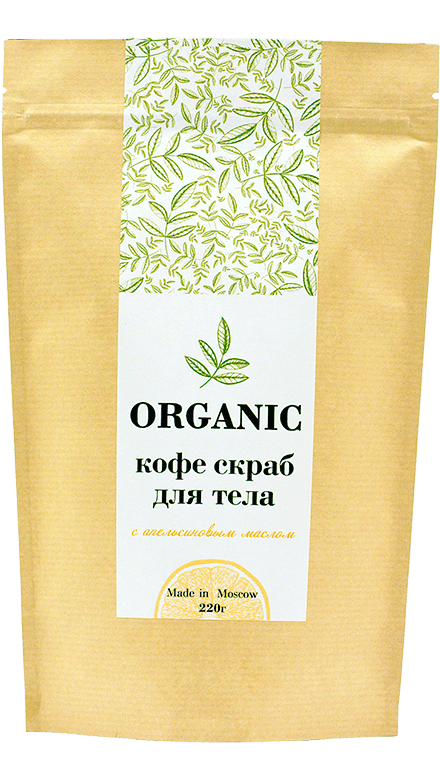 ORGANIC
кофе скраб
для тела
с апельсиновым маслом
Made in Moscow
220г